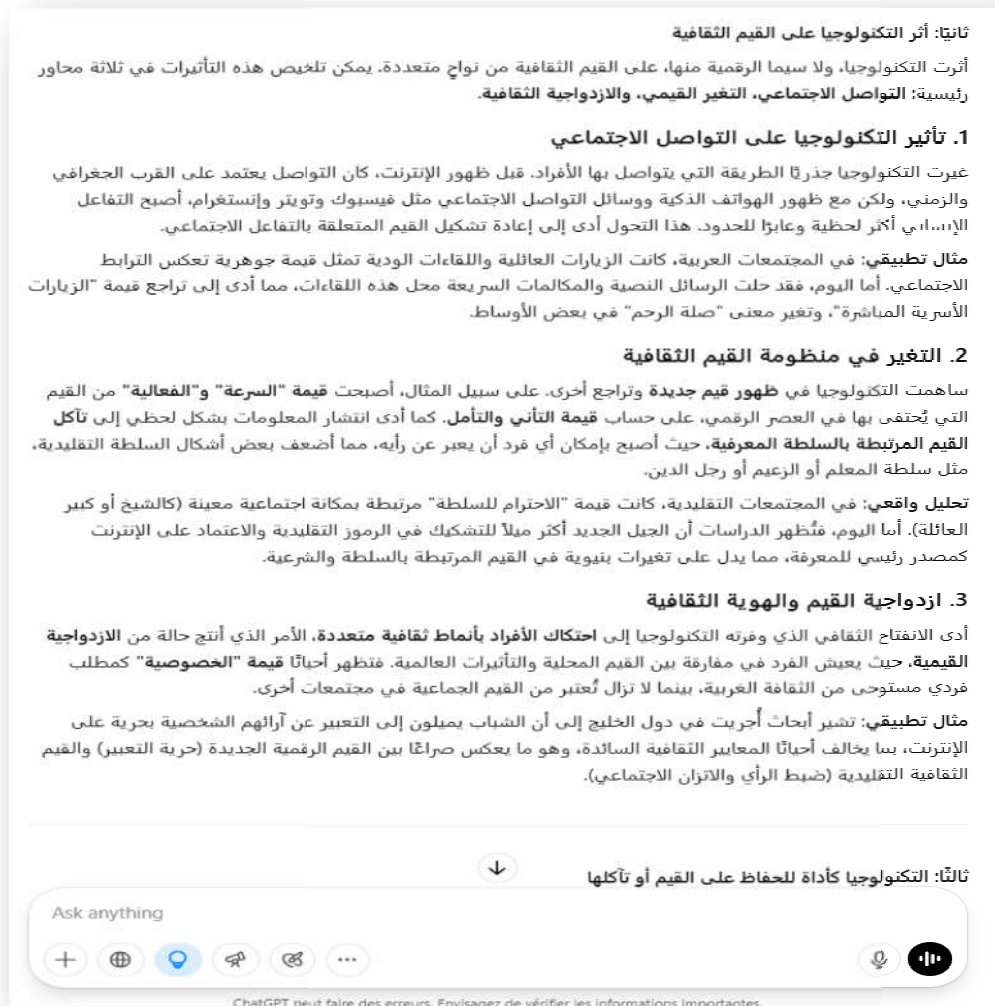 ثانيًا: أثر التكنولوجيا على القيم الثقافية
أثرت التكنولوجيا، ولا سيما الرقمية منها، على القيم الثقافية من نواحٍ متعددة. يمكن تلخيص هذه التأثيرات في ثلاثة محاور
رئيسية: التواصل الاجتماعي، التغير القيمي، والازدواجية الثقافية.
1. تأثير التكنولوجيا على التواصل الاجتماعي
غيرت التكنولوجيا جذريًا الطريقة التي يتواصل بها الأفراد. قبل ظهور الإنترنت، كان التواصل يعتمد على القرب الجغرافي
والزمني، ولكن مع ظهور الهواتف الذكية ووسائل التواصل الاجتماعي مثل فيسبوك وتويتر وإنستغرام، أصبح التفاعل
الإنساني أكثر لحظية وعابرًا للحدود. هذا التحول أدى إلى إعادة تشكيل القيم المتعلقة بالتفاعل الاجتماعي.
مثال تطبيقي: في المجتمعات العربية، كانت الزيارات العائلية واللقاءات الودية تمثل قيمة جوهرية تعكس الترابط
الاجتماعي. أما اليوم، فقد حلت الرسائل النصية والمكالمات السريعة محل هذه اللقاءات، مما أدى إلى تراجع قيمة "الزيارات
الأسرية المباشرة"، وتغير معنى "صلة الرحم" في بعض الأوساط.
2. التغير في منظومة القيم الثقافية
ساهمت التكنولوجيا في ظهور قيم جديدة وتراجع أخرى. على سبيل المثال، أصبحت قيمة "السرعة" و"الفعالية" من القيم
التي يُحتفى بها في العصر الرقمي، على حساب قيمة التأني والتأمل. كما أدى انتشار المعلومات بشكل لحظي إلى تآكل
القيم المرتبطة بالسلطة المعرفية، حيث أصبح بإمكان أي فرد أن يعبر عن رأيه، مما أضعف بعض أشكال السلطة التقليدية،
مثل سلطة المعلم أو الزعيم أو رجل الدين.
تحليل واقعي: في المجتمعات التقليدية، كانت قيمة "الاحترام للسلطة" مرتبطة بمكانة اجتماعية معينة (كالشيخ أو كبير
العائلة). أما اليوم، فتُظهر الدراسات أن الجيل الجديد أكثر ميلاً للتشكيك في الرموز التقليدية والاعتماد على الإنترنت
كمصدر رئيسي للمعرفة، مما يدل على تغيرات بنيوية في القيم المرتبطة بالسلطة والشرعية.
3. ازدواجية القيم والهوية الثقافية
أدى الانفتاح الثقافي الذي وفرته التكنولوجيا إلى احتكاك الأفراد بأنماط ثقافية متعددة، الأمر الذي أنتج حالة من الازدواجية
القيمية، حيث يعيش الفرد في مفارقة بين القيم المحلية والتأثيرات العالمية. فتظهر أحيانًا قيمة "الخصوصية" كمطلب
فردي مستوحى من الثقافة الغربية، بينما لا تزال تُعتبر من القيم الجماعية في مجتمعات أخرى.
مثال تطبيقي: تشير أبحاث أُجريت في دول الخليج إلى أن الشباب يميلون إلى التعبير عن آرائهم الشخصية بحرية على
الإنترنت، بما يخالف أحيانًا المعايير الثقافية السائدة، وهو ما يعكس صراعًا بين القيم الرقمية الجديدة (حرية التعبير) والقيم
الثقافية التقليدية (ضبط الرأي والاتزان الاجتماعي).
ثالثًا: التكنولوجيا كأداة للحفاظ على القيم أو تآكلها
Ask anything
ChatGPT peut faire des erreurs. Envisagez de vérifier les informations importantes.